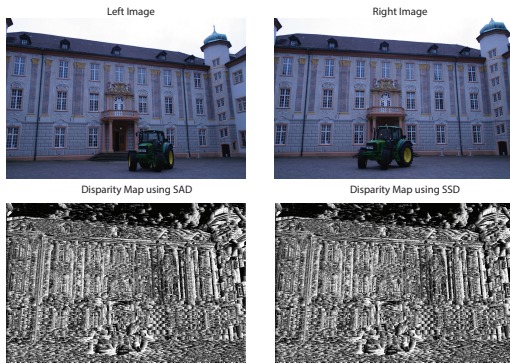 Left Image
Right Image
Disparity Map using SAD
Disparity Map using SSD